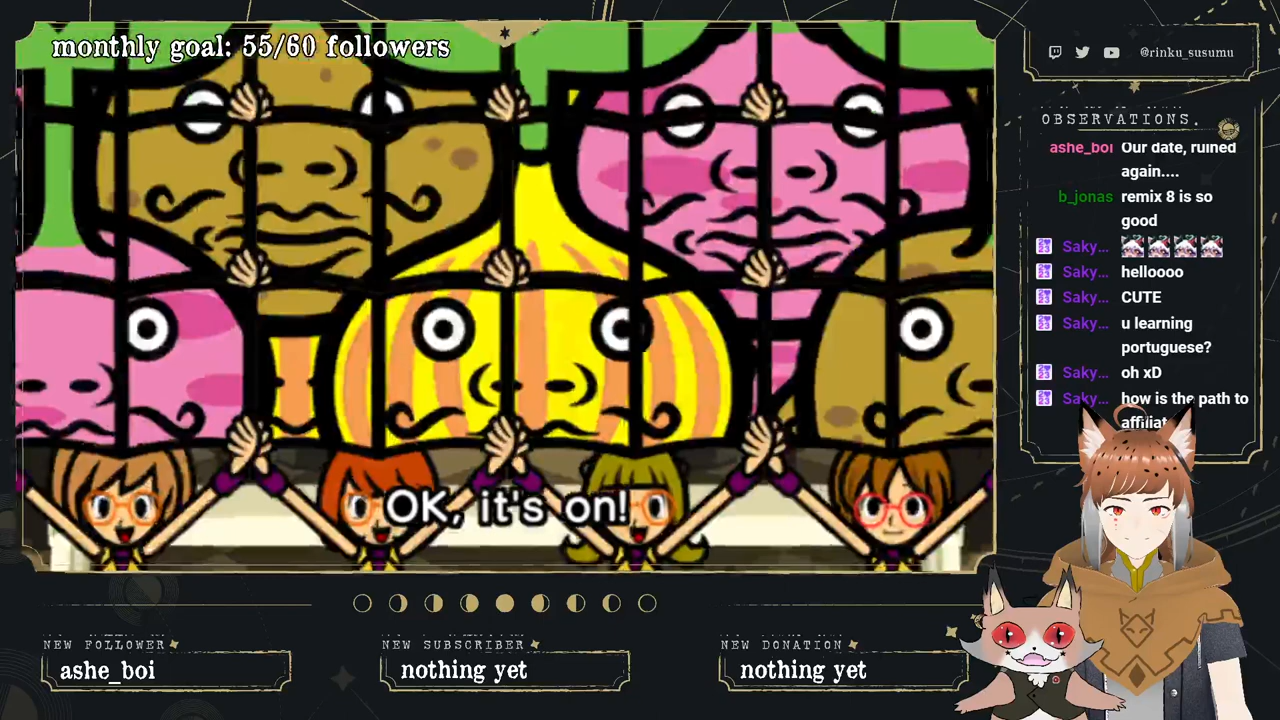 monthly goal: 55/60 followers
@rinku_susumu
OBSERVATIONS.
ashe_boi Our date, ruined
again....
b_jonas remix 8 is so
good
Saky...
Saky... helloooo
Saky... CUTE
Saky... u learning
portuguese?
Saky... oh xD
Saky... how is the path to
OK, it's on!
NEW FOLLOWER
ashe_boi
NEW SUBSCRIBER
nothing yet
NEW DONATION
nothing yet